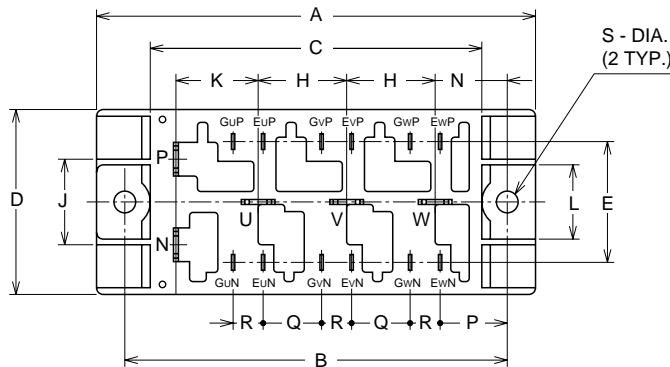 A
S - DIA.
(2 TYP.)
C
K H H N
GUP EUP GVP EVP GWP EWP
P
D J U V W L E
N
GUN EUN GVN EVN GWN EWN
R Q R Q R P
B